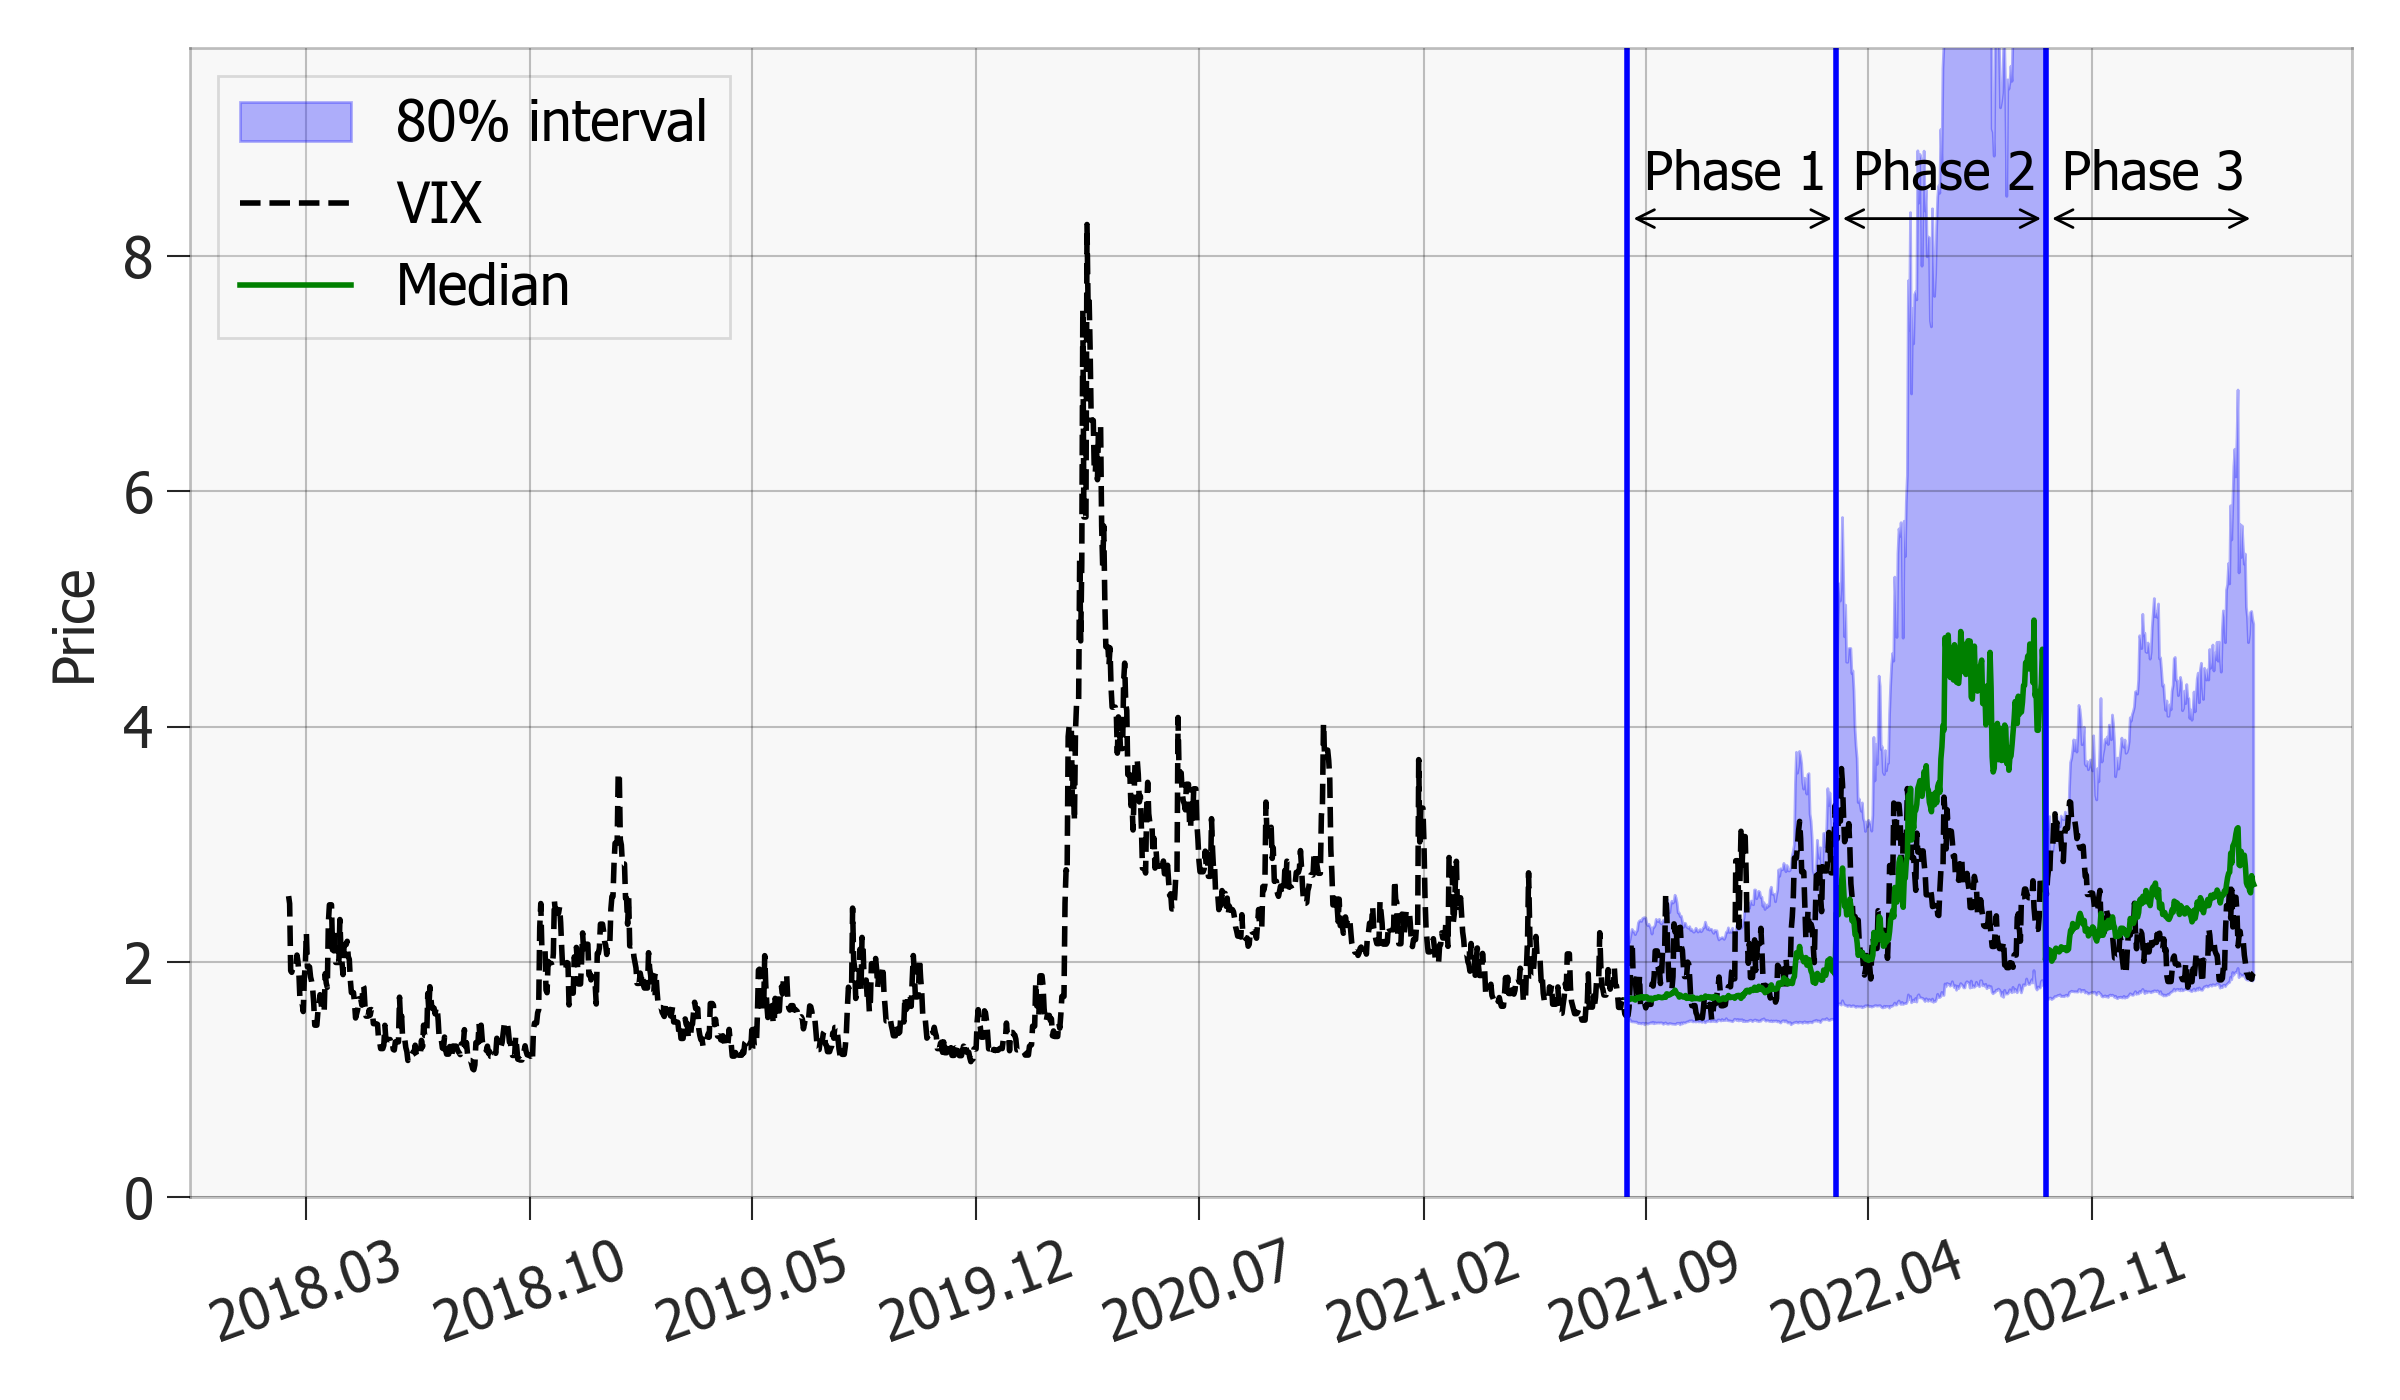 80% interval
VIX
Median
Phase 1
Phase 2
Phase 3
8
6
4
2
0
Price
2018.03
2018.10
2019.05
2019.12
2020.07
2021.02
2021.09
2022.04
2022.11